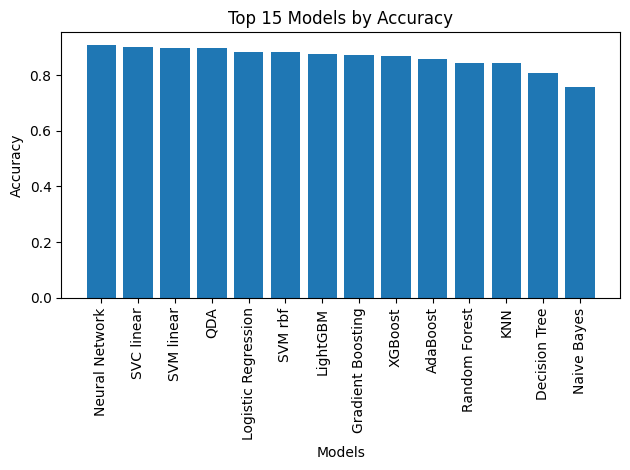 Top 15 Models by Accuracy
Accuracy
0.8
0.6
0.4
0.2
0.0
Neural Network
SVC linear
SVM linear
QDA
Logistic Regression
SVM rbf
LightGBM
Gradient Boosting
XGBoost
AdaBoost
Random Forest
KNN
Decision Tree
Naive Bayes
Models